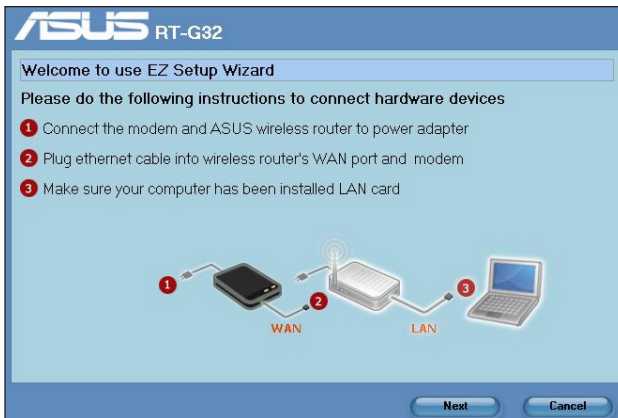 ASUS RT-G32
Welcome to use EZ Setup Wizard
Please do the following instructions to connect hardware devices
1 Connect the modem and ASUS wireless router to power adapter
2 Plug ethernet cable into wireless router's WAN port and modem
3 Make sure your computer has been installed LAN card
1
2
3
WAN
LAN
Next
Cancel